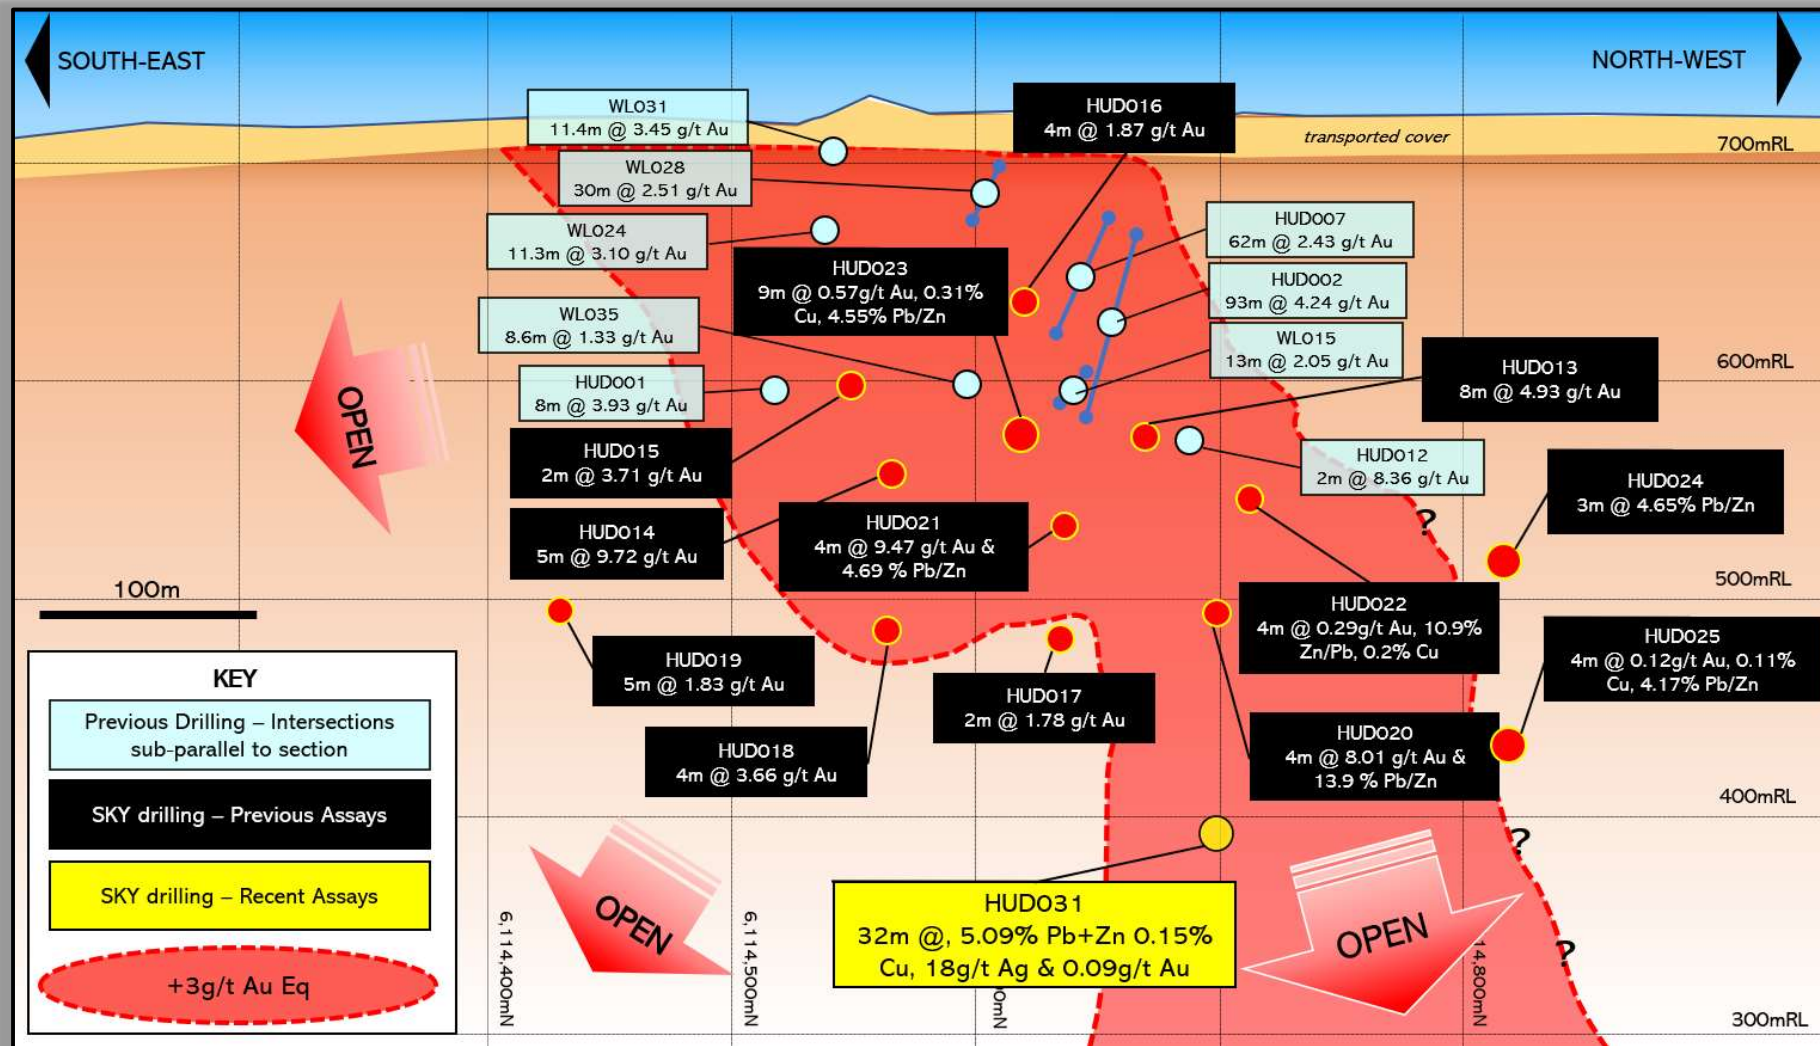 SOUTH-EAST
NORTH-WEST
WL031
11.4m @ 3.45 g/t Au
HUD016
4m @ 1.87 g/t Au
transported cover
700mRL
WL028
30m @ 2.51 g/t Au
WL024
11.3m @ 3.10 g/t Au
HUD007
62m @ 2.43 g/t Au
HUD023
9m @ 0.57g/t Au, 0.31%
Cu, 4.55% Pb/Zn
HUD002
93m @ 4.24 g/t Au
WL035
8.6m @ 1.33 g/t Au
WL015
13m @ 2.05 g/t Au
600mRL
HUD001
8m @ 3.93 g/t Au
HUD013
8m @ 4.93 g/t Au
OPEN
HUD015
2m @ 3.71 g/t Au
HUD012
2m @ 8.36 g/t Au
HUD024
3m @ 4.65% Pb/Zn
?
HUD014
5m @ 9.72 g/t Au
HUD021
4m @ 9.47 g/t Au &
4.69 % Pb/Zn
100m
500mRL
HUD022
4m @ 0.29g/t Au, 10.9%
Zn/Pb, 0.2% Cu
HUD025
4m @ 0.12g/t Au, 0.11%
Cu, 4.17% Pb/Zn
HUD019
5m @ 1.83 g/t Au
HUD017
2m @ 1.78 g/t Au
HUD018
4m @ 3.66 g/t Au
HUD020
4m @ 8.01 g/t Au &
13.9 % Pb/Zn
400mRL
KEY
Previous Drilling – Intersections
sub-parallel to section
SKY drilling – Previous Assays
SKY drilling – Recent Assays
+3g/t Au Eq
?
OPEN
HUD031
32m @, 5.09% Pb+Zn 0.15%
Cu, 18g/t Ag & 0.09g/t Au
OPEN
?
6,114,400mN
6,114,500mN
14,800mN
300mRL